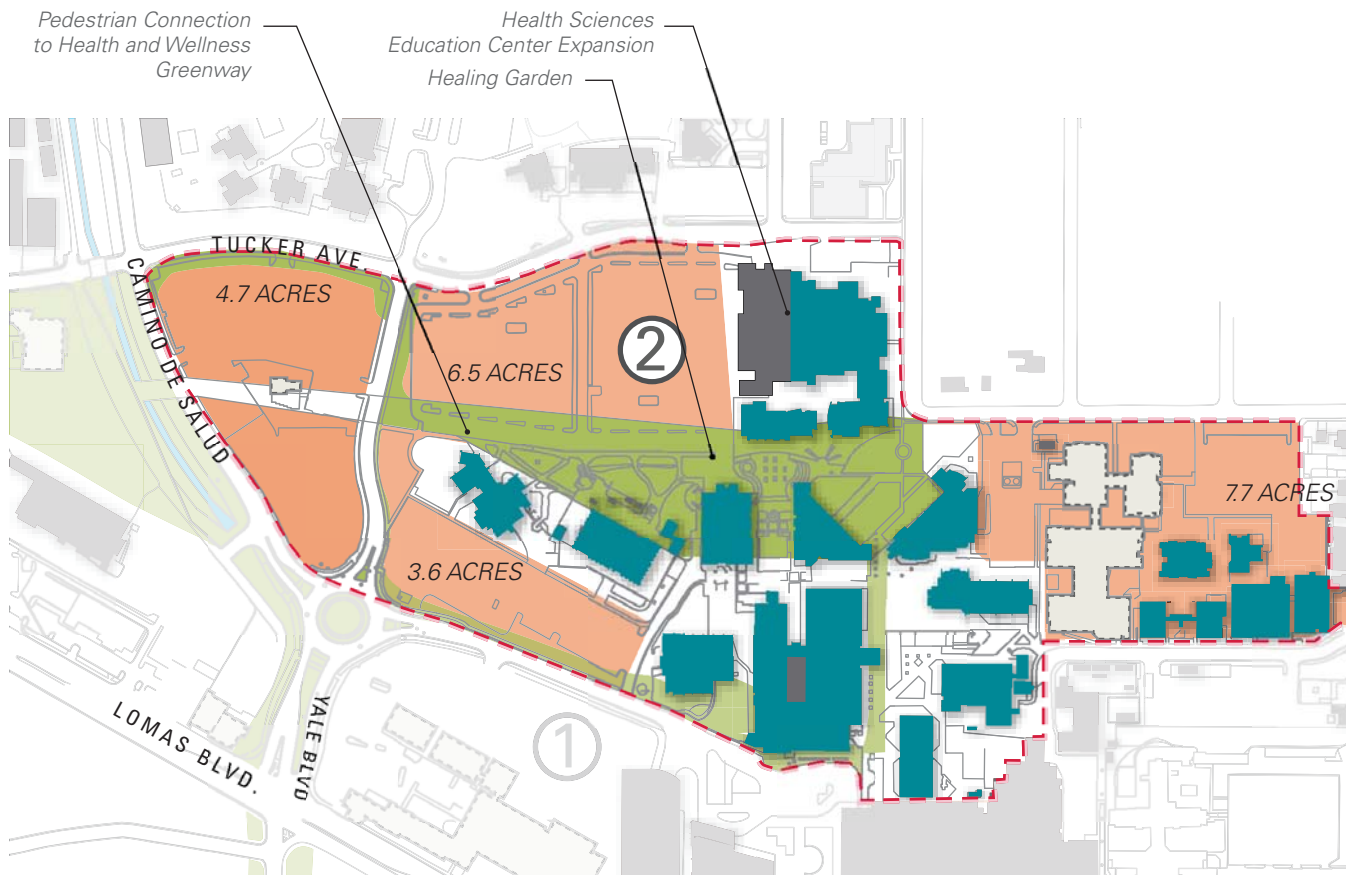 Pedestrian Connection
to Health and Wellness
Greenway
Health Sciences
Education Center Expansion
Healing Garden
TUCKER AVE.
CAMINO DE SALUD
4.7 ACRES
6.5 ACRES
2
7.7 ACRES
3.6 ACRES
LOMAS BLVD.
YALE BLVD
1